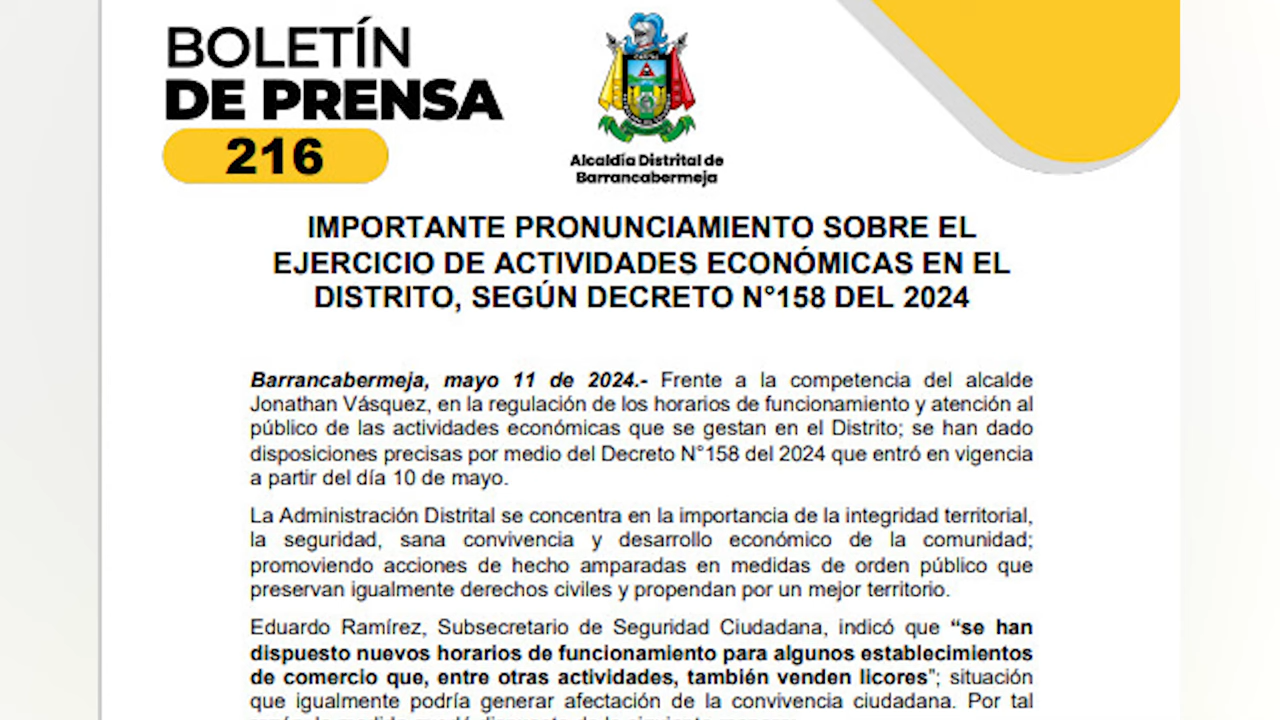 BOLETÍN
DE PRENSA
216
Alcaldía Distrital de
Barrancabermeja
IMPORTANTE PRONUNCIAMIENTO SOBRE EL
EJERCICIO DE ACTIVIDADES ECONÓMICAS EN EL
DISTRITO, SEGÚN DECRETO N°158 DEL 2024
Barrancabermeja, mayo 11 de 2024.- Frente a la competencia del alcalde
Jonathan Vásquez, en la regulación de los horarios de funcionamiento y atención al
público de las actividades económicas que se gestan en el Distrito; se han dado
disposiciones precisas por medio del Decreto N°158 del 2024 que entró en vigencia
a partir del día 10 de mayo.
La Administración Distrital se concentra en la importancia de la integridad territorial,
la seguridad, sana convivencia y desarrollo económico de la comunidad;
promoviendo acciones de hecho amparadas en medidas de orden público que
preservan igualmente derechos civiles y propendan por un mejor territorio.
Eduardo Ramírez, Subsecretario de Seguridad Ciudadana, indicó que “se han
dispuesto nuevos horarios de funcionamiento para algunos establecimientos
de comercio que, entre otras actividades, también venden licores”; situación
que igualmente podría generar afectación de la convivencia ciudadana. Por tal